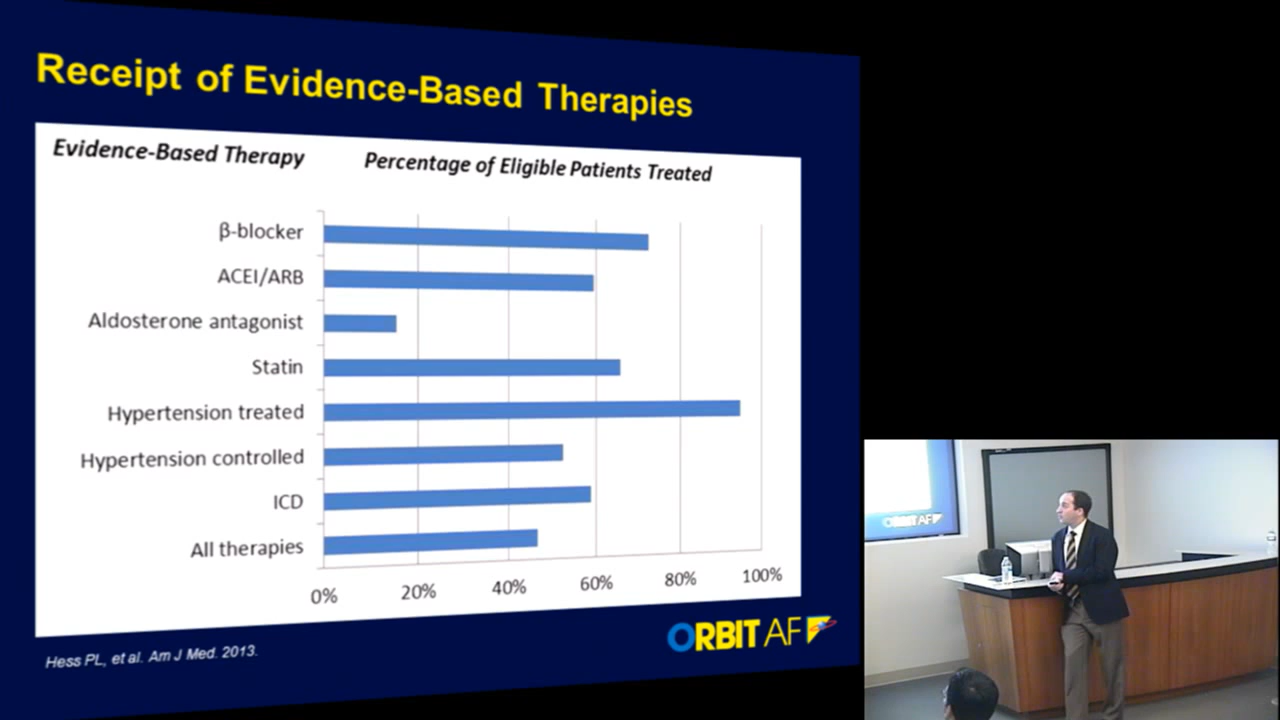 Receipt of Evidence-Based Therapies
Evidence-Based Therapy
Percentage of Eligible Patients Treated
β-blocker
ACEI/ARB
Aldosterone antagonist
Statin
Hypertension treated
Hypertension controlled
ICD
All therapies
0%
20%
40%
60%
80%
100%
Hess PL, et al. Am J Med. 2013.
ORBIT AF
ORBIT AF